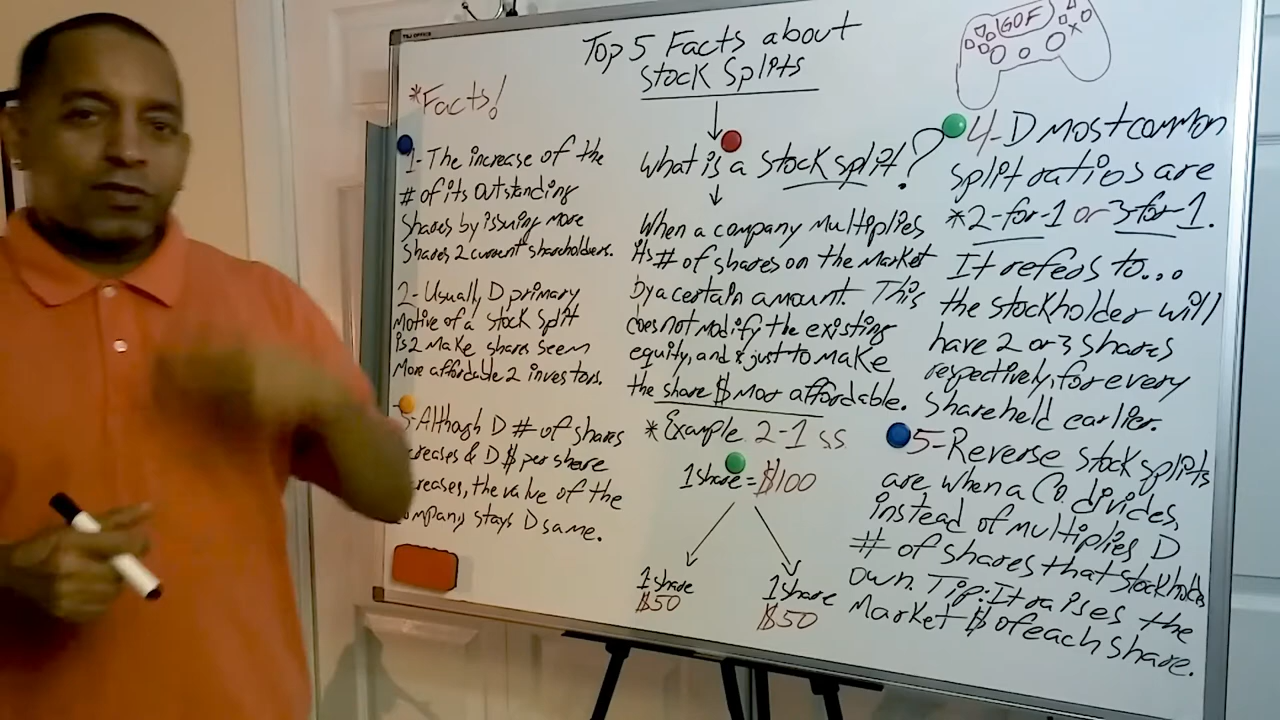 T&J OFFICE
Top 5 Facts about
Stock Splits
GOF
*Facts!
1- The increase of the
# of its outstanding
shares by issuing more
shares 2 current shareholders.
2- Usually D primary
motive of a stock split
is 2 make shares seem
more affordable 2 investors.
3-Although D # of shares
creases & D $ per share
creases, the value of the
company stays D same.
What is a stock split?
When a company multiplies
its # of shares on the market
by a certain amount. This
does not modify the existing
equity, and is just to make
the share $ mor affordable.
*Example 2-1 s.s.
1 share = $100
1 share
$50
1 share
$50
4-D most common
split ratios are
*2-for-1 or 3-for-1.
It refers to...
the stockholder will
have 2 or 3 shares
respectively, for every
share held earlier.
5-Reverse stock splits
are when a Co divides,
instead of multiplies D
# of shares that
own. Tip: It raises the
market $ of each share.